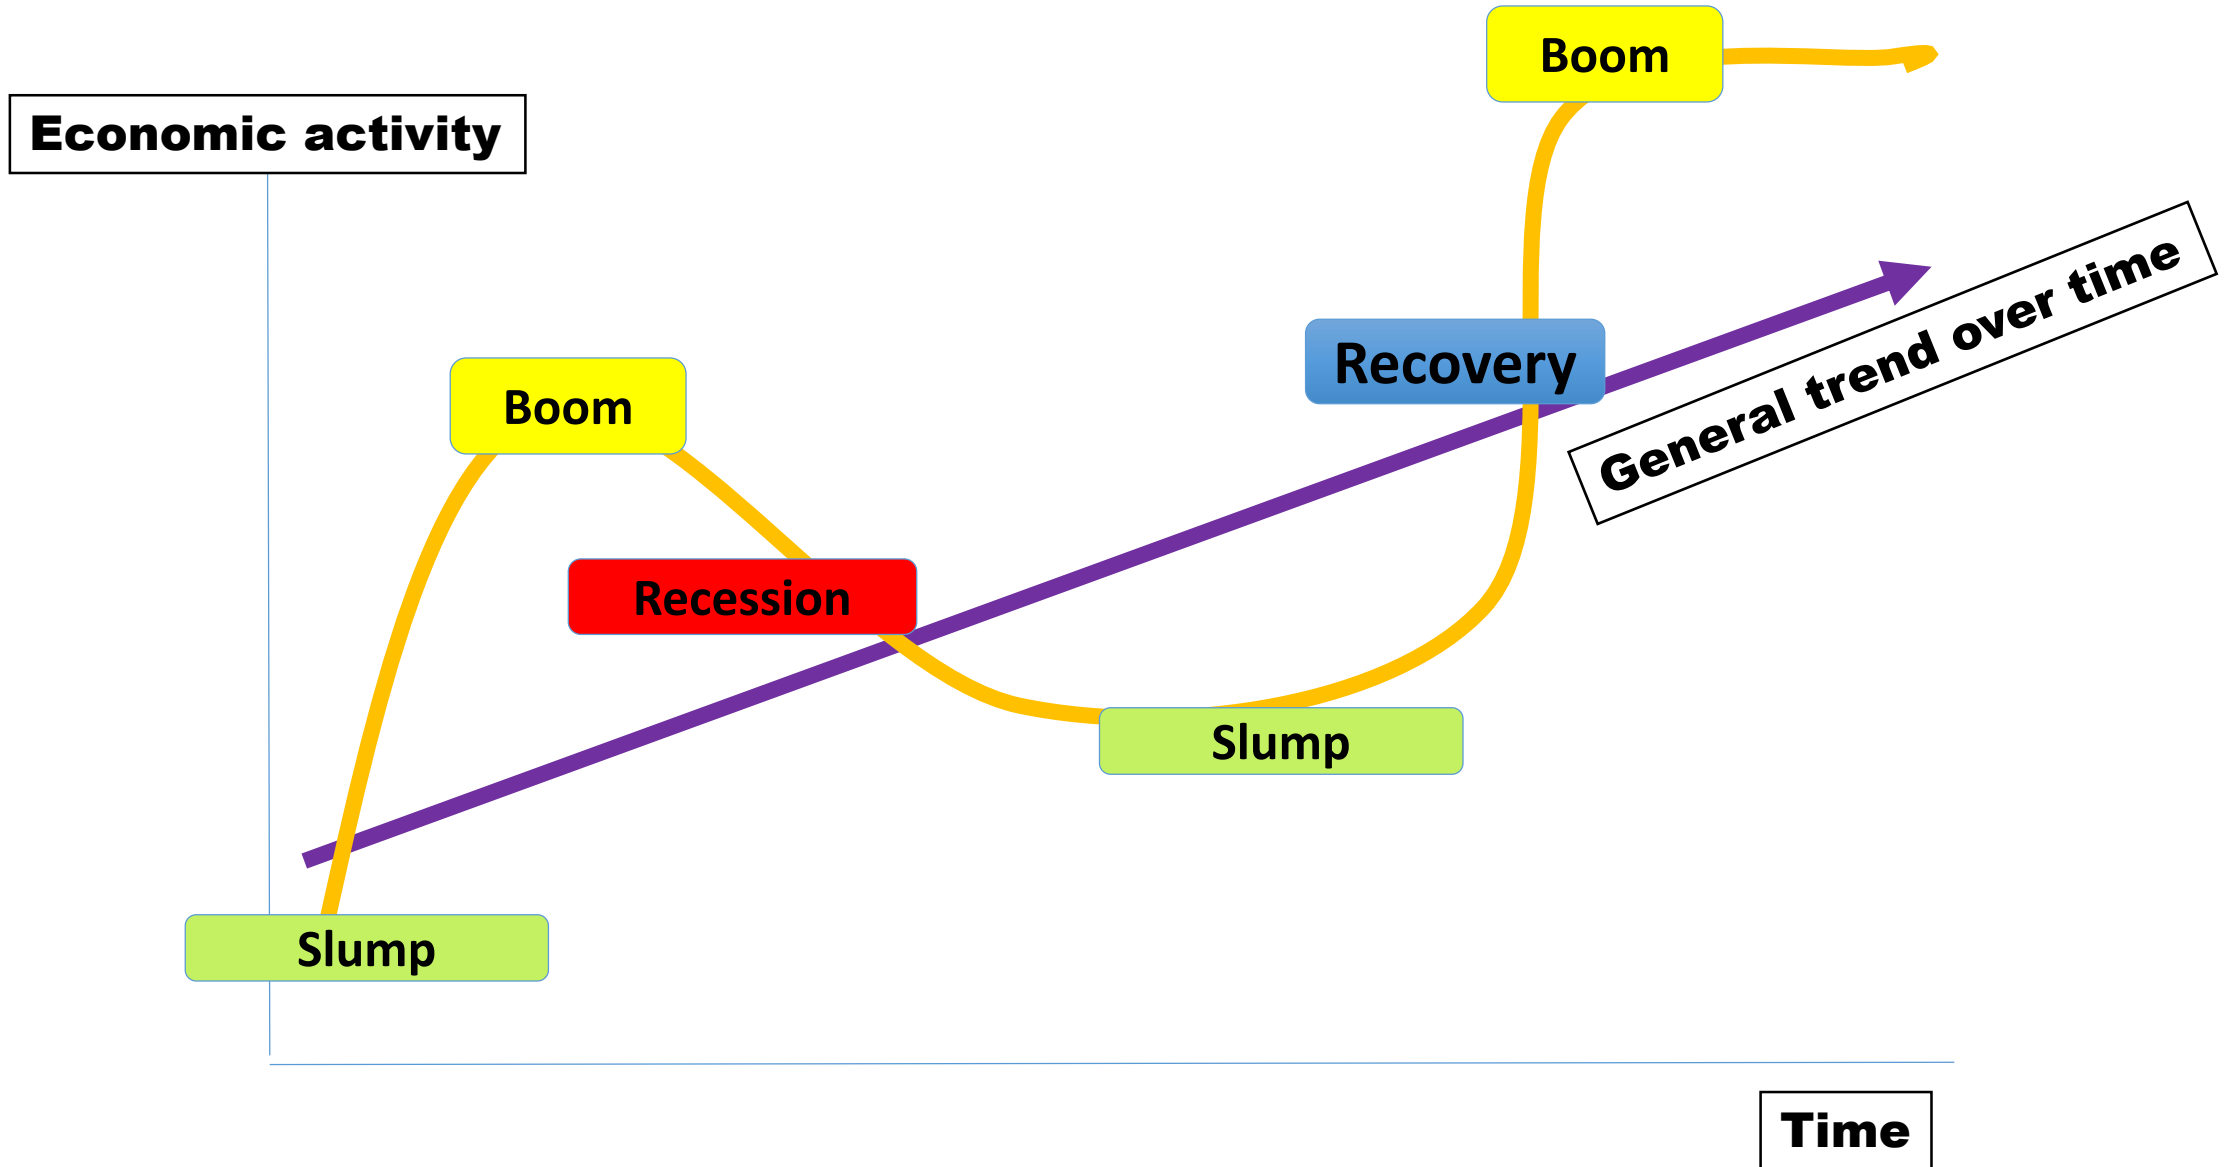 Boom
Economic activity
General trend over time
Recovery
Boom
Recession
Slump
Slump
Time